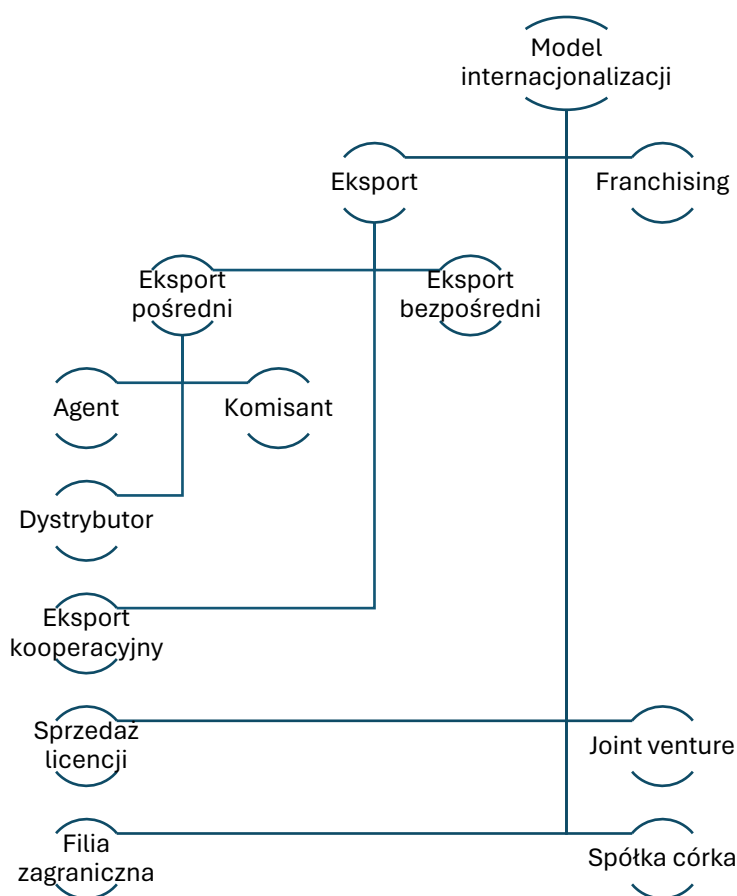 Model
internacjonalizacji
Eksport
Franchising
Eksport
pośredni
Eksport
bezpośredni
Agent
Komisant
Dystrybutor
Eksport
kooperacyjny
Sprzedaż
licencji
Joint venture
Filia
zagraniczna
Spółka córka